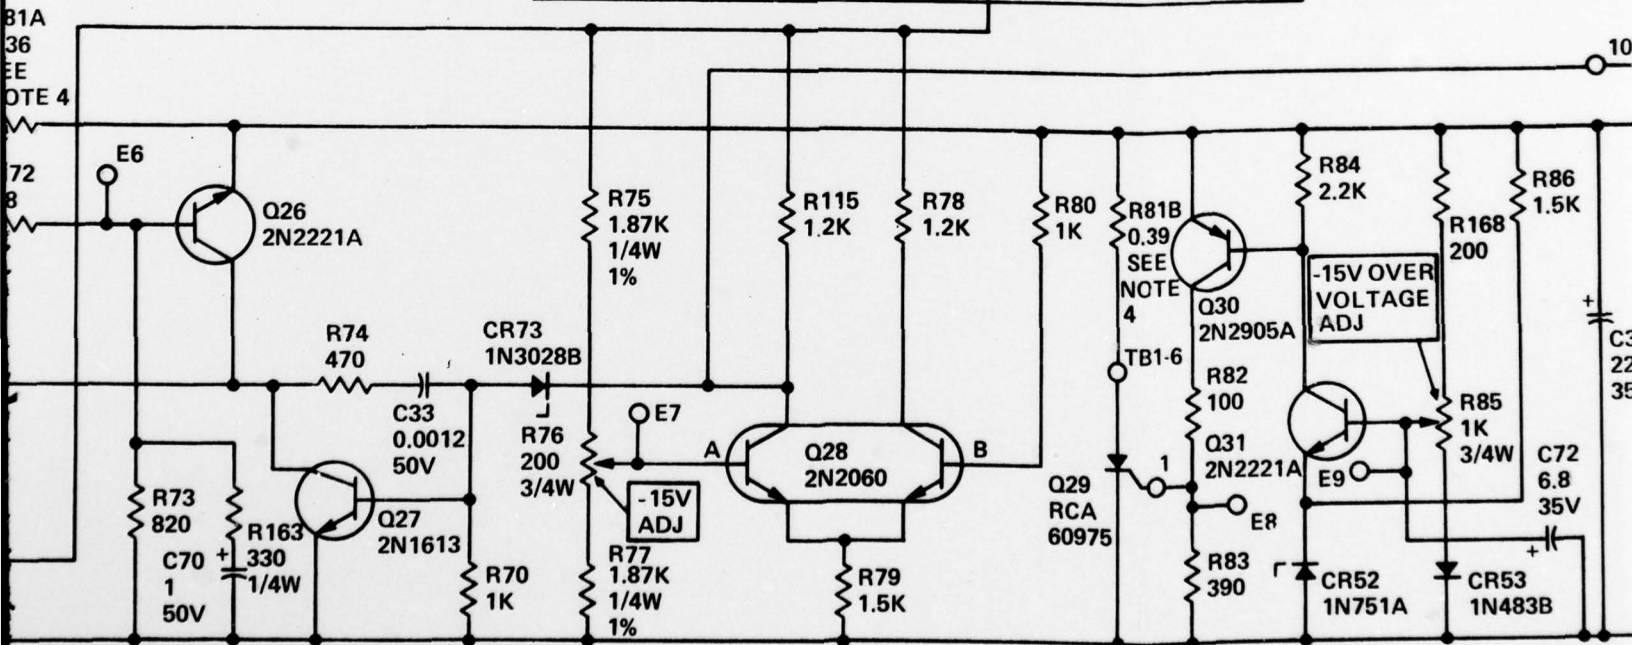 81A
36
EE
OTE 4
72
8
E6
Q26
2N2221A
R73
820
R163
330
1/4W
C70
1
50V
+
R74
470
C33
0.0012
50V
CR73
1N3028B
Q27
2N1613
R70
1K
R75
1.87K
1/4W
1%
R76
200
3/4W
E7
-15V
ADJ
R77
1.87K
1/4W
1%
R115
1.2K
R78
1.2K
A
Q28
2N2060
B
R79
1.5K
R80
1K
R81B
0.39
SEE
NOTE
4
TB1-6
Q29
RCA
60975
1
Q30
2N2905A
R82
100
Q31
2N2221A
E8
R83
390
R84
2.2K
R168
200
R86
1.5K
-15V OVER
VOLTAGE
ADJ
R85
1K
3/4W
E9
C72
6.8
35V
+
CR52
1N751A
CR53
1N483B
10
+
C3
22
35